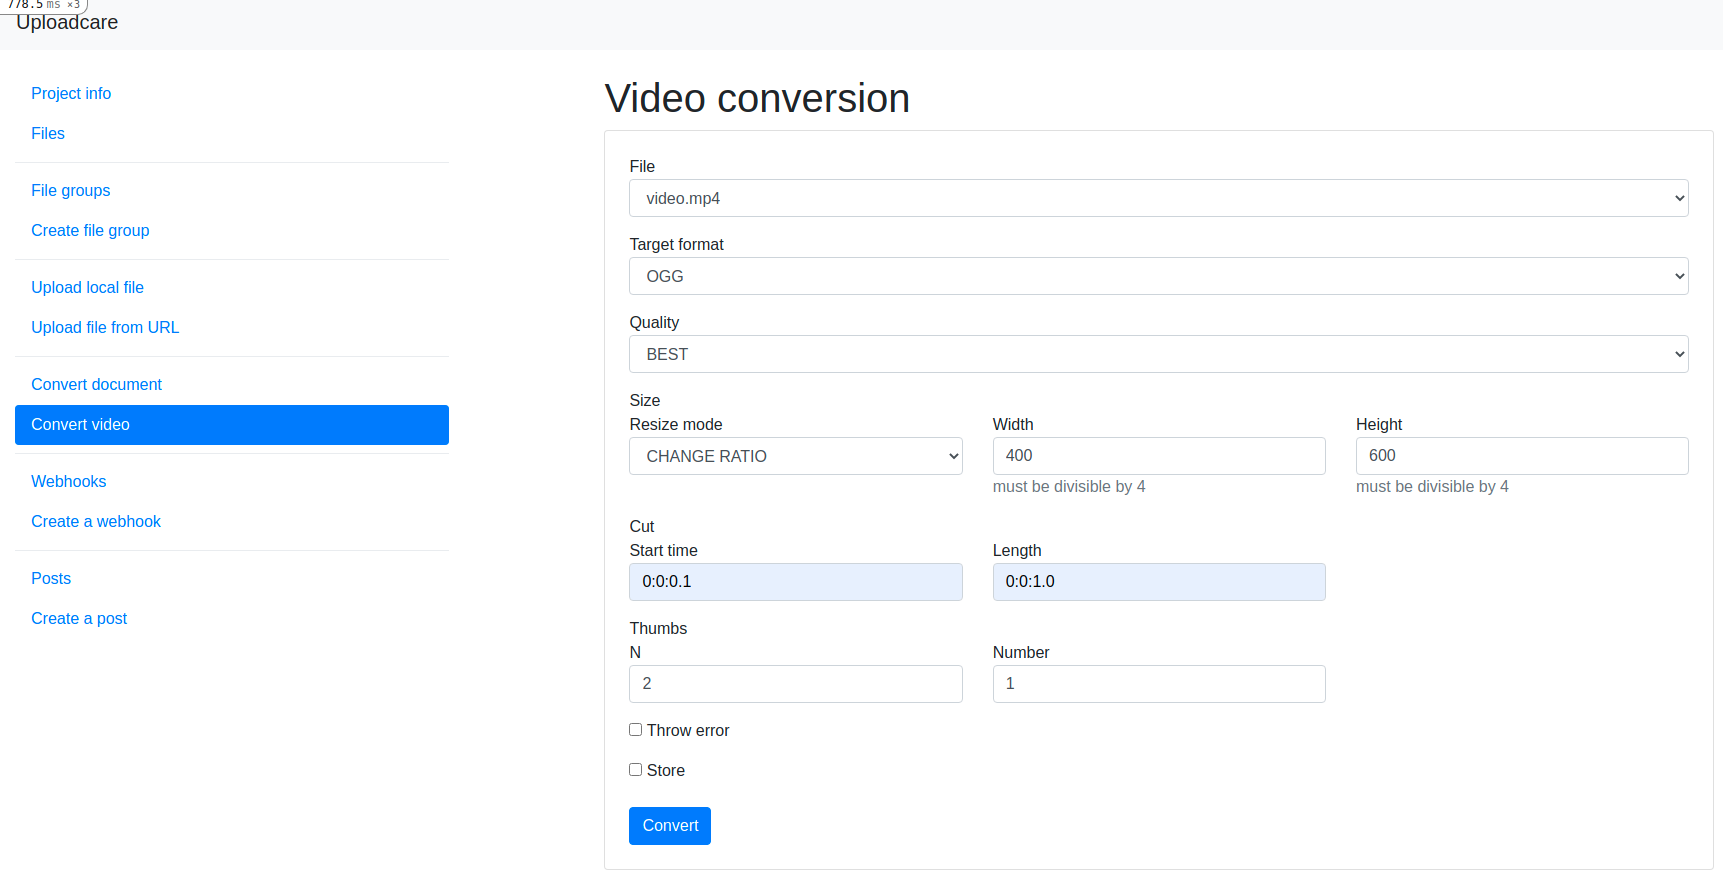 778.5 ms ×3
Uploadcare
Project info
Files
File groups
Create file group
Upload local file
Upload file from URL
Convert document
Convert video
Webhooks
Create a webhook
Posts
Create a post
Video conversion
File
video.mp4
Target format
OGG
Quality
BEST
Size
Resize mode Width Height
CHANGE RATIO 400 600
must be divisible by 4 must be divisible by 4
Cut
Start time Length
0:0:0.1 0:0:1.0
Thumbs
N Number
2 1
Throw error
Store
Convert